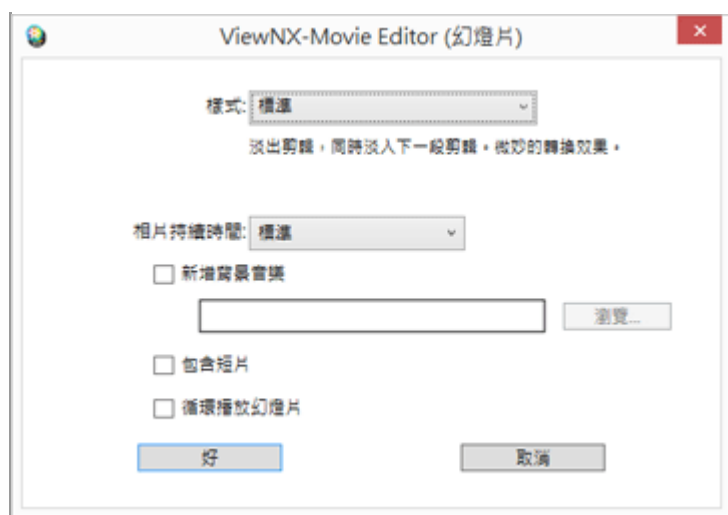 ViewNX-Movie Editor (幻燈片)
樣式: 標準
淡出剪輯，同時淡入下一段剪輯。微妙的轉換效果。
相片持續時間: 標準
新增背景音樂
瀏覽...
包含短片
循環播放幻燈片
好
取消